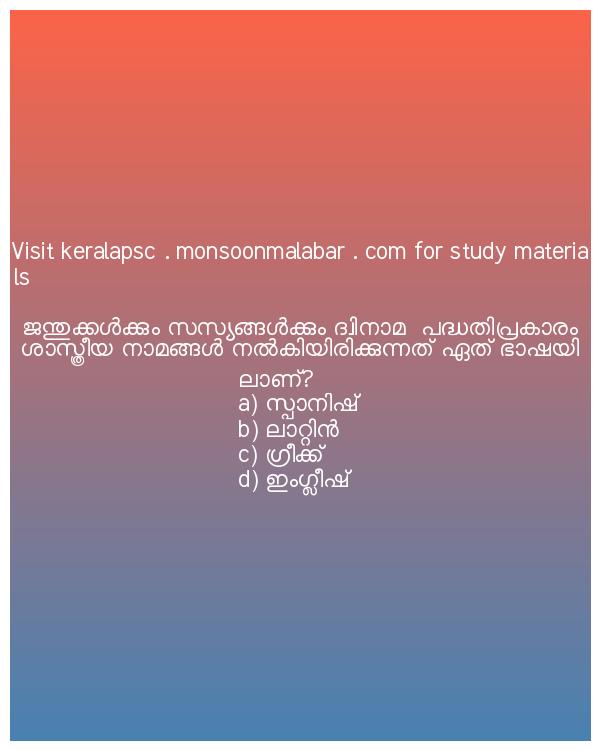 Visit keralapsc . monsoonmalabar . com for study materia
ls
ജന്തുക്കൾക്കും സസ്യങ്ങൾക്കും ദ്വിനാമ  പദ്ധതിപ്രകാരം
ശാസ്ത്രീയ നാമങ്ങൾ നൽകിയിരിക്കുന്നത് ഏത് ഭാഷയി
ലാണ്?
a) സ്പാനിഷ്
b) ലാറ്റിൻ
c) ഗ്രീക്ക്
d) ഇംഗ്ലീഷ്